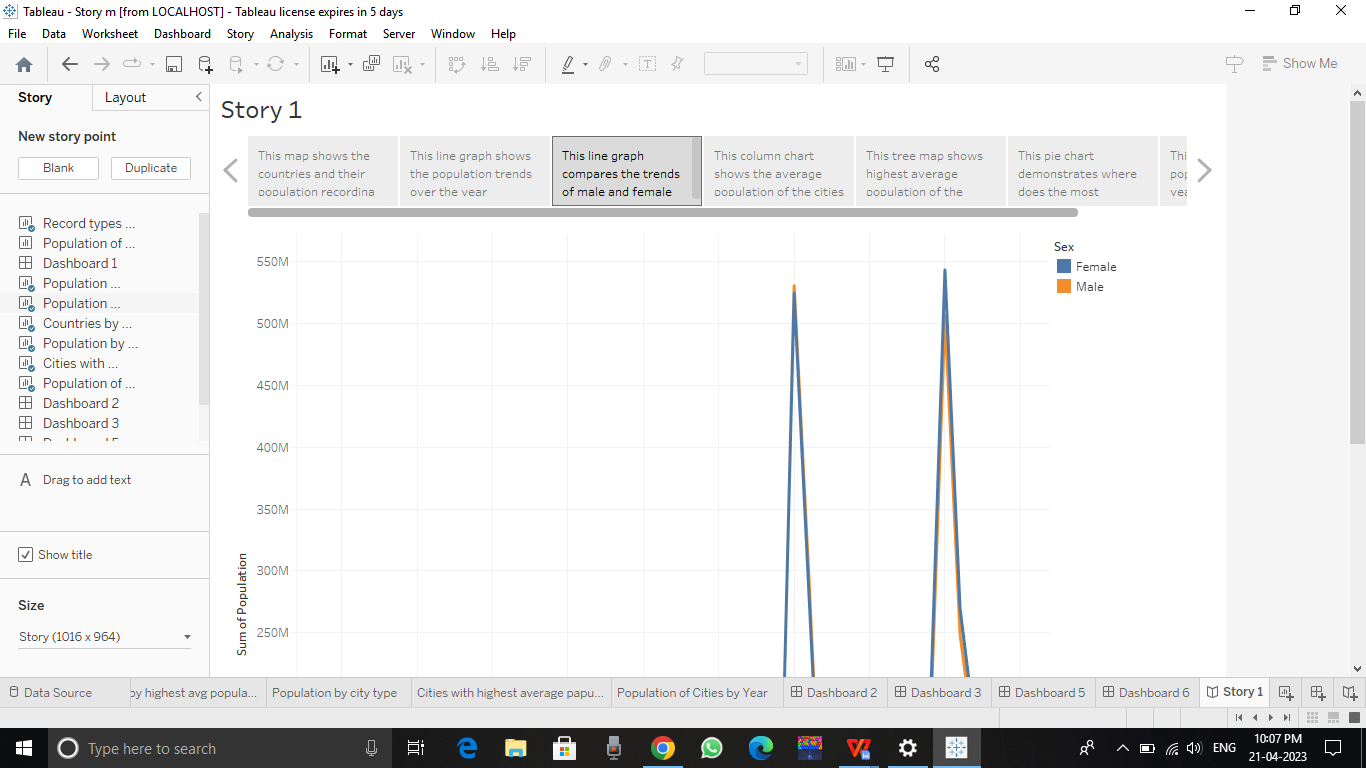 Tableau - Story m [from LOCALHOST] - Tableau license expires in 5 days
File Data Worksheet Dashboard Story Analysis Format Server Window Help
Show Me
Story Layout
New story point
Blank Duplicate
Record types ...
Population of ...
Dashboard 1
Population ...
Population ...
Countries by ...
Population by ...
Cities with ...
Population of ...
Dashboard 2
Dashboard 3
A Drag to add text
Show title
Size
Story (1016 x 964)
Story 1
This map shows the
countries and their
population recording
This line graph shows
the population trends
over the year
This line graph
compares the trends
of male and female
This column chart
shows the average
population of the cities
This tree map shows
highest average
population of the
This pie chart
demonstrates where
does the most
Sex
Female
Male
550M
500M
450M
400M
350M
300M
250M
Sum of Population
Data Source by highest avg popula... Population by city type Cities with highest average papu... Population of Cities by Year Dashboard 2 Dashboard 3 Dashboard 5 Dashboard 6 Story 1
Type here to search
ENG
10:07 PM
21-04-2023